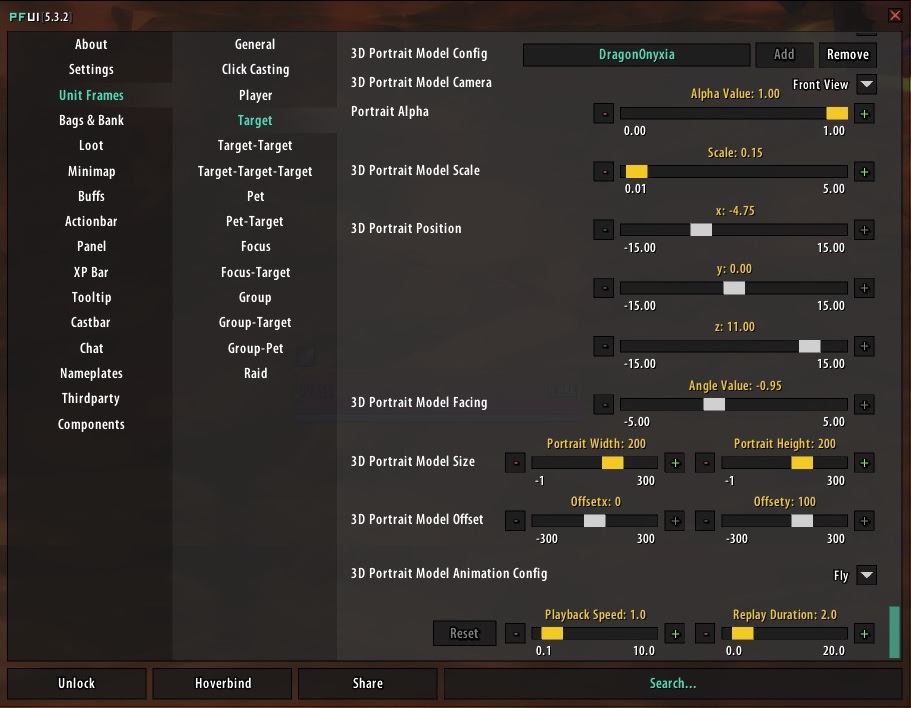 PFUI [5.3.2]
About
Settings
Unit Frames
Bags & Bank
Loot
Minimap
Buffs
Actionbar
Panel
XP Bar
Tooltip
Castbar
Chat
Nameplates
Thirdparty
Components
General
Click Casting
Player
Target
Target-Target
Target-Target-Target
Pet
Pet-Target
Focus
Focus-Target
Group
Group-Target
Group-Pet
Raid
3D Portrait Model Config DragonOnyxia Add Remove
3D Portrait Model Camera Front View
Alpha Value: 1.00
Portrait Alpha - +
0.00 1.00
Scale: 0.15
3D Portrait Model Scale - +
0.01 5.00
x: -4.75
3D Portrait Position - +
-15.00 15.00
y: 0.00
- +
-15.00 15.00
z: 11.00
- +
-15.00 15.00
Angle Value: -0.95
3D Portrait Model Facing - +
-5.00 5.00
Portrait Width: 200 Portrait Height: 200
3D Portrait Model Size - + - +
-1 300 -1 300
Offsetx: 0 Offsety: 100
3D Portrait Model Offset - + - +
-300 300 -300 300
3D Portrait Model Animation Config Fly
Playback Speed: 1.0 Replay Duration: 2.0
Reset - + - +
0.1 10.0 0.0 20.0
Unlock Hoverbind Share Search...